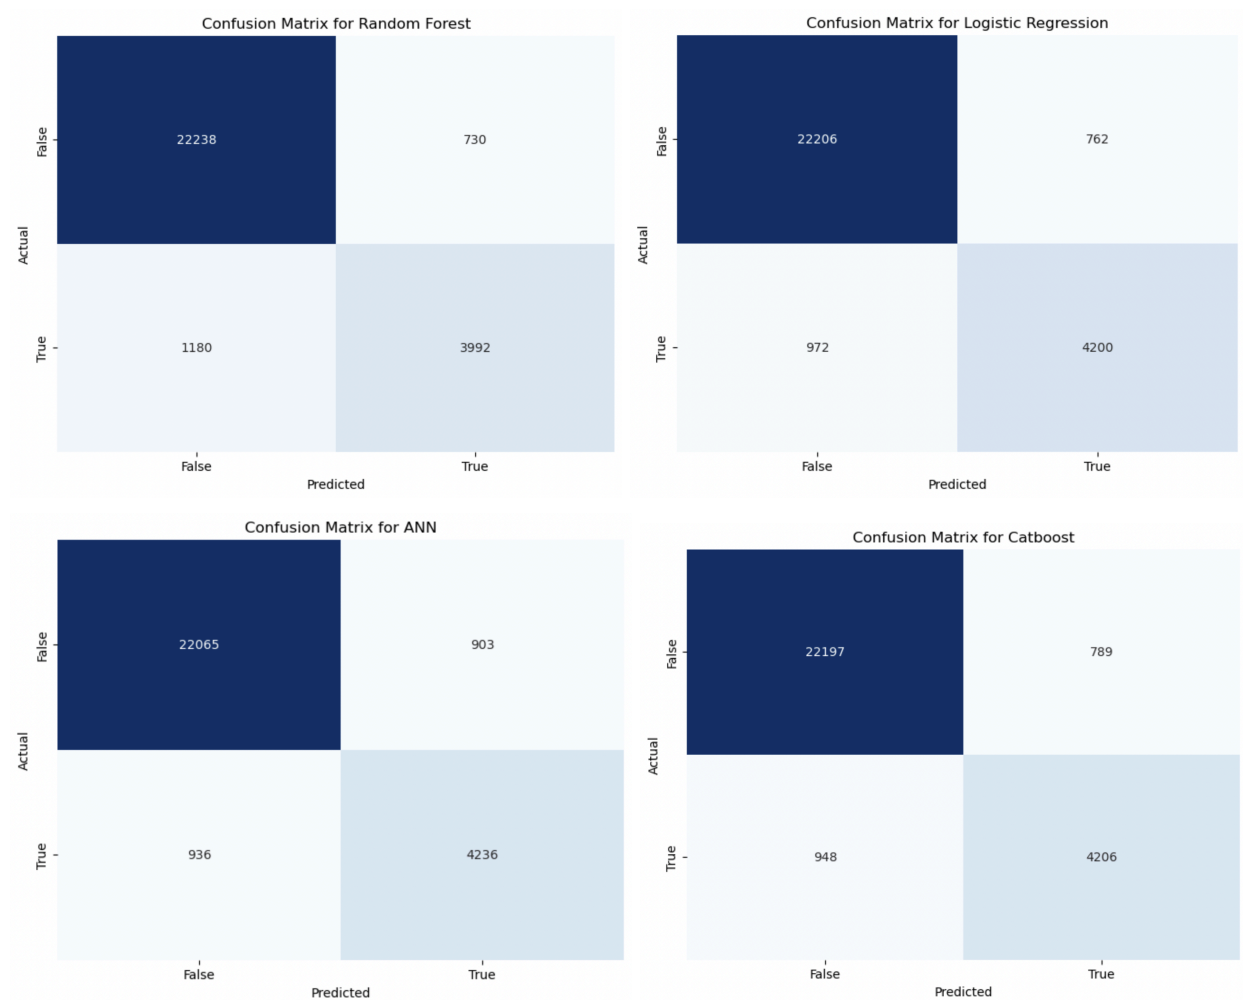 Confusion Matrix for Random Forest
Actual
False
22238
730
True
1180
3992
False
True
Predicted
Confusion Matrix for Logistic Regression
Actual
False
22206
762
True
972
4200
False
True
Predicted
Confusion Matrix for ANN
Actual
False
22065
903
True
936
4236
False
True
Predicted
Confusion Matrix for Catboost
Actual
False
22197
789
True
948
4206
False
True
Predicted